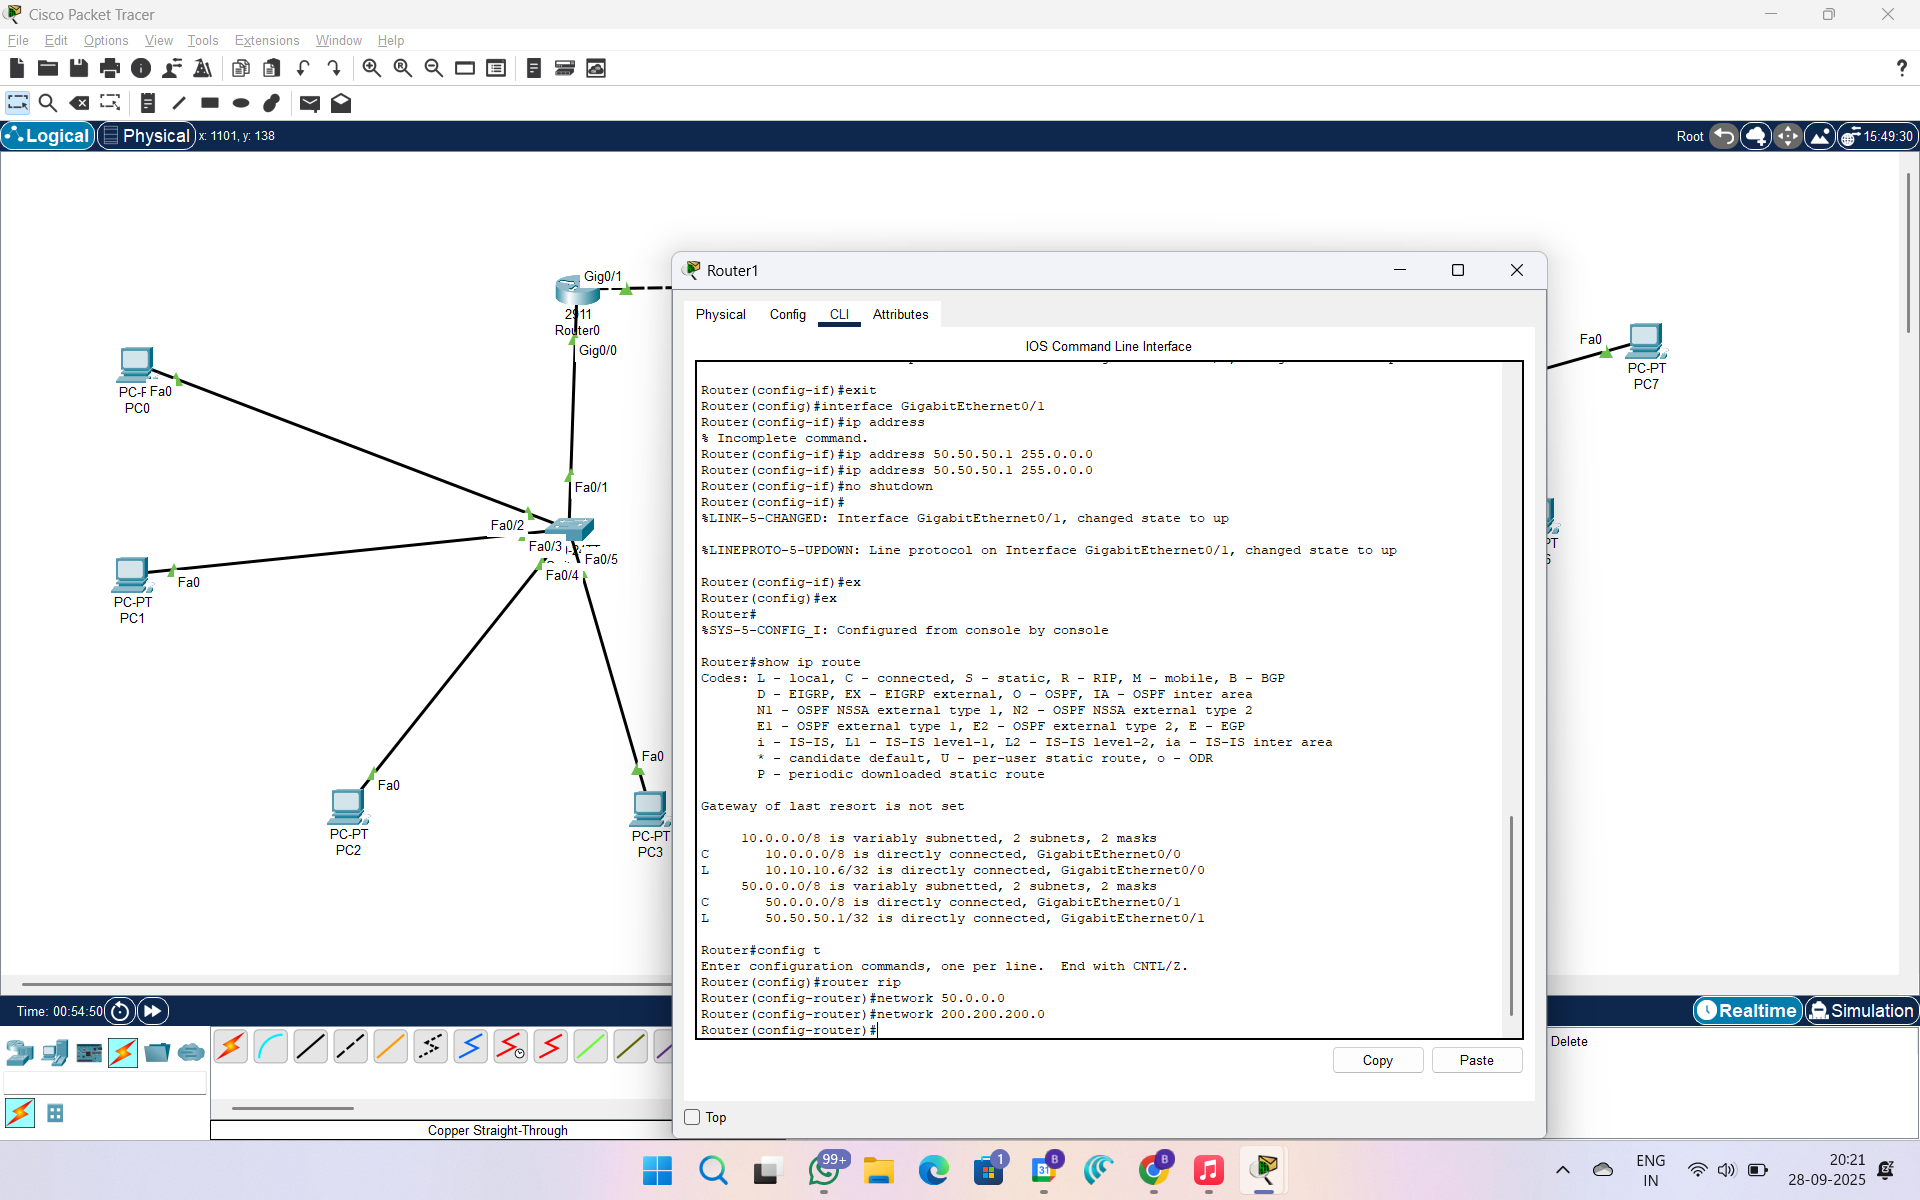 Cisco Packet Tracer
File Edit Options View Tools Extensions Window Help
?
Logical Physical x: 1101, y: 138
Root 15:49:30
Gig0/1
2911
Router0
Gig0/0
Fa0
PC0
Fa0/1
Fa0/2
Fa0/3
Fa0/5
Fa0/4
Fa0
PC-PT
PC1
Fa0
PC-PT
PC2
Fa0
PC-PT
PC3
Fa0
PC-PT
PC7
Router1
Physical Config CLI Attributes
IOS Command Line Interface
Router(config-if)#exit
Router(config)#interface GigabitEthernet0/1
Router(config-if)#ip address
% Incomplete command.
Router(config-if)#ip address 50.50.50.1 255.0.0.0
Router(config-if)#ip address 50.50.50.1 255.0.0.0
Router(config-if)#no shutdown
Router(config-if)#
%LINK-5-CHANGED: Interface GigabitEthernet0/1, changed state to up
%LINEPROTO-5-UPDOWN: Line protocol on Interface GigabitEthernet0/1, changed state to up
Router(config-if)#ex
Router(config)#ex
Router#
%SYS-5-CONFIG_I: Configured from console by console
Router#show ip route
Codes: L - local, C - connected, S - static, R - RIP, M - mobile, B - BGP
D - EIGRP, EX - EIGRP external, O - OSPF, IA - OSPF inter area
N1 - OSPF NSSA external type 1, N2 - OSPF NSSA external type 2
E1 - OSPF external type 1, E2 - OSPF external type 2, E - EGP
i - IS-IS, L1 - IS-IS level-1, L2 - IS-IS level-2, ia - IS-IS inter area
* - candidate default, U - per-user static route, o - ODR
P - periodic downloaded static route
Gateway of last resort is not set
10.0.0.0/8 is variably subnetted, 2 subnets, 2 masks
C 10.0.0.0/8 is directly connected, GigabitEthernet0/0
L 10.10.10.6/32 is directly connected, GigabitEthernet0/0
50.0.0.0/8 is variably subnetted, 2 subnets, 2 masks
C 50.0.0.0/8 is directly connected, GigabitEthernet0/1
L 50.50.50.1/32 is directly connected, GigabitEthernet0/1
Router#config t
Enter configuration commands, one per line. End with CNTL/Z.
Router(config)#router rip
Router(config-router)#network 50.0.0.0
Router(config-router)#network 200.200.200.0
Router(config-router)#
Copy Paste
Top
Time: 00:54:50
Realtime Simulation
Delete
Copper Straight-Through
99+
1
31
B
B
ENG
IN
20:21
28-09-2025